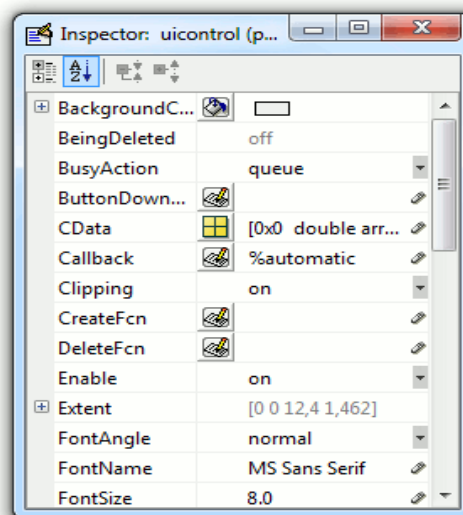 Inspector: uicontrol (p...
BackgroundC...
BeingDeleted off
BusyAction queue
ButtonDown...
CData [0x0 double arr...
Callback %automatic
Clipping on
CreateFcn
DeleteFcn
Enable on
Extent [0 0 12,4 1,462]
FontAngle normal
FontName MS Sans Serif
FontSize 8.0